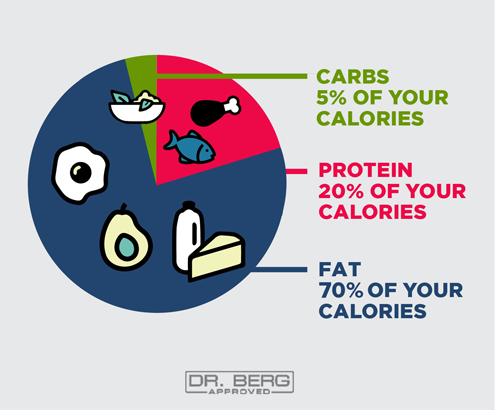 CARBS
5% OF YOUR
CALORIES
PROTEIN
20% OF YOUR
CALORIES
FAT
70% OF YOUR
CALORIES
DR. BERG
APPROVED